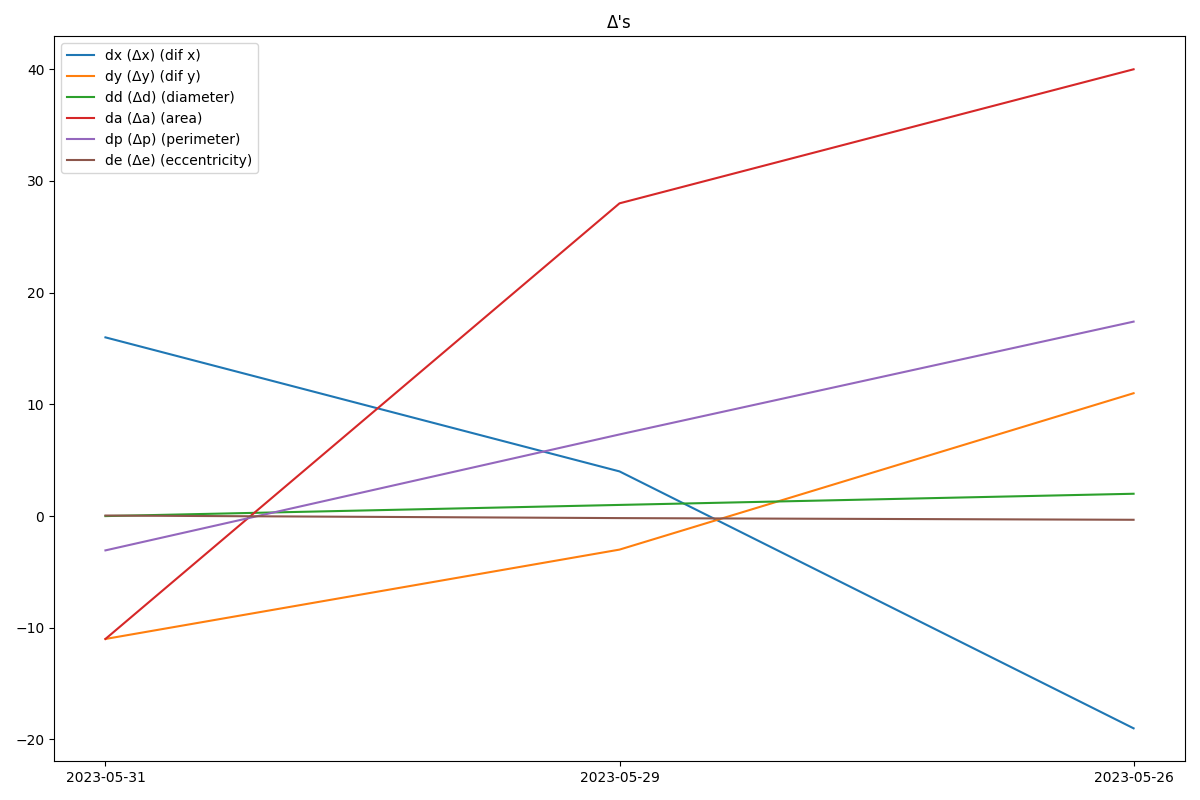 Δ's
dx (Δx) (dif x)
dy (Δy) (dif y)
dd (Δd) (diameter)
da (Δa) (area)
dp (Δp) (perimeter)
de (Δe) (eccentricity)
40
30
20
10
0
−10
−20
2023-05-31
2023-05-29
2023-05-26